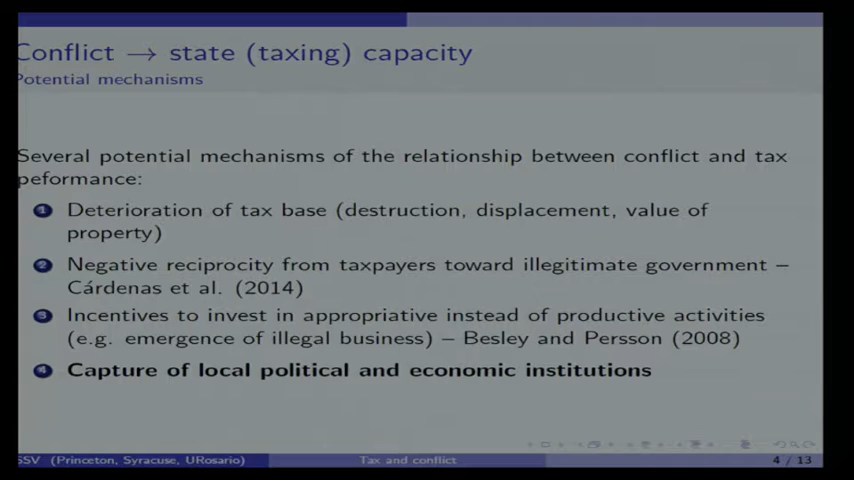 Conflict → state (taxing) capacity
Potential mechanisms
Several potential mechanisms of the relationship between conflict and tax
peformance:
1 Deterioration of tax base (destruction, displacement, value of
property)
2 Negative reciprocity from taxpayers toward illegitimate government –
Cárdenas et al. (2014)
3 Incentives to invest in appropriative instead of productive activities
(e.g. emergence of illegal business) – Besley and Persson (2008)
4 Capture of local political and economic institutions
SSV (Princeton, Syracuse, URosario)
Tax and conflict
4 / 13